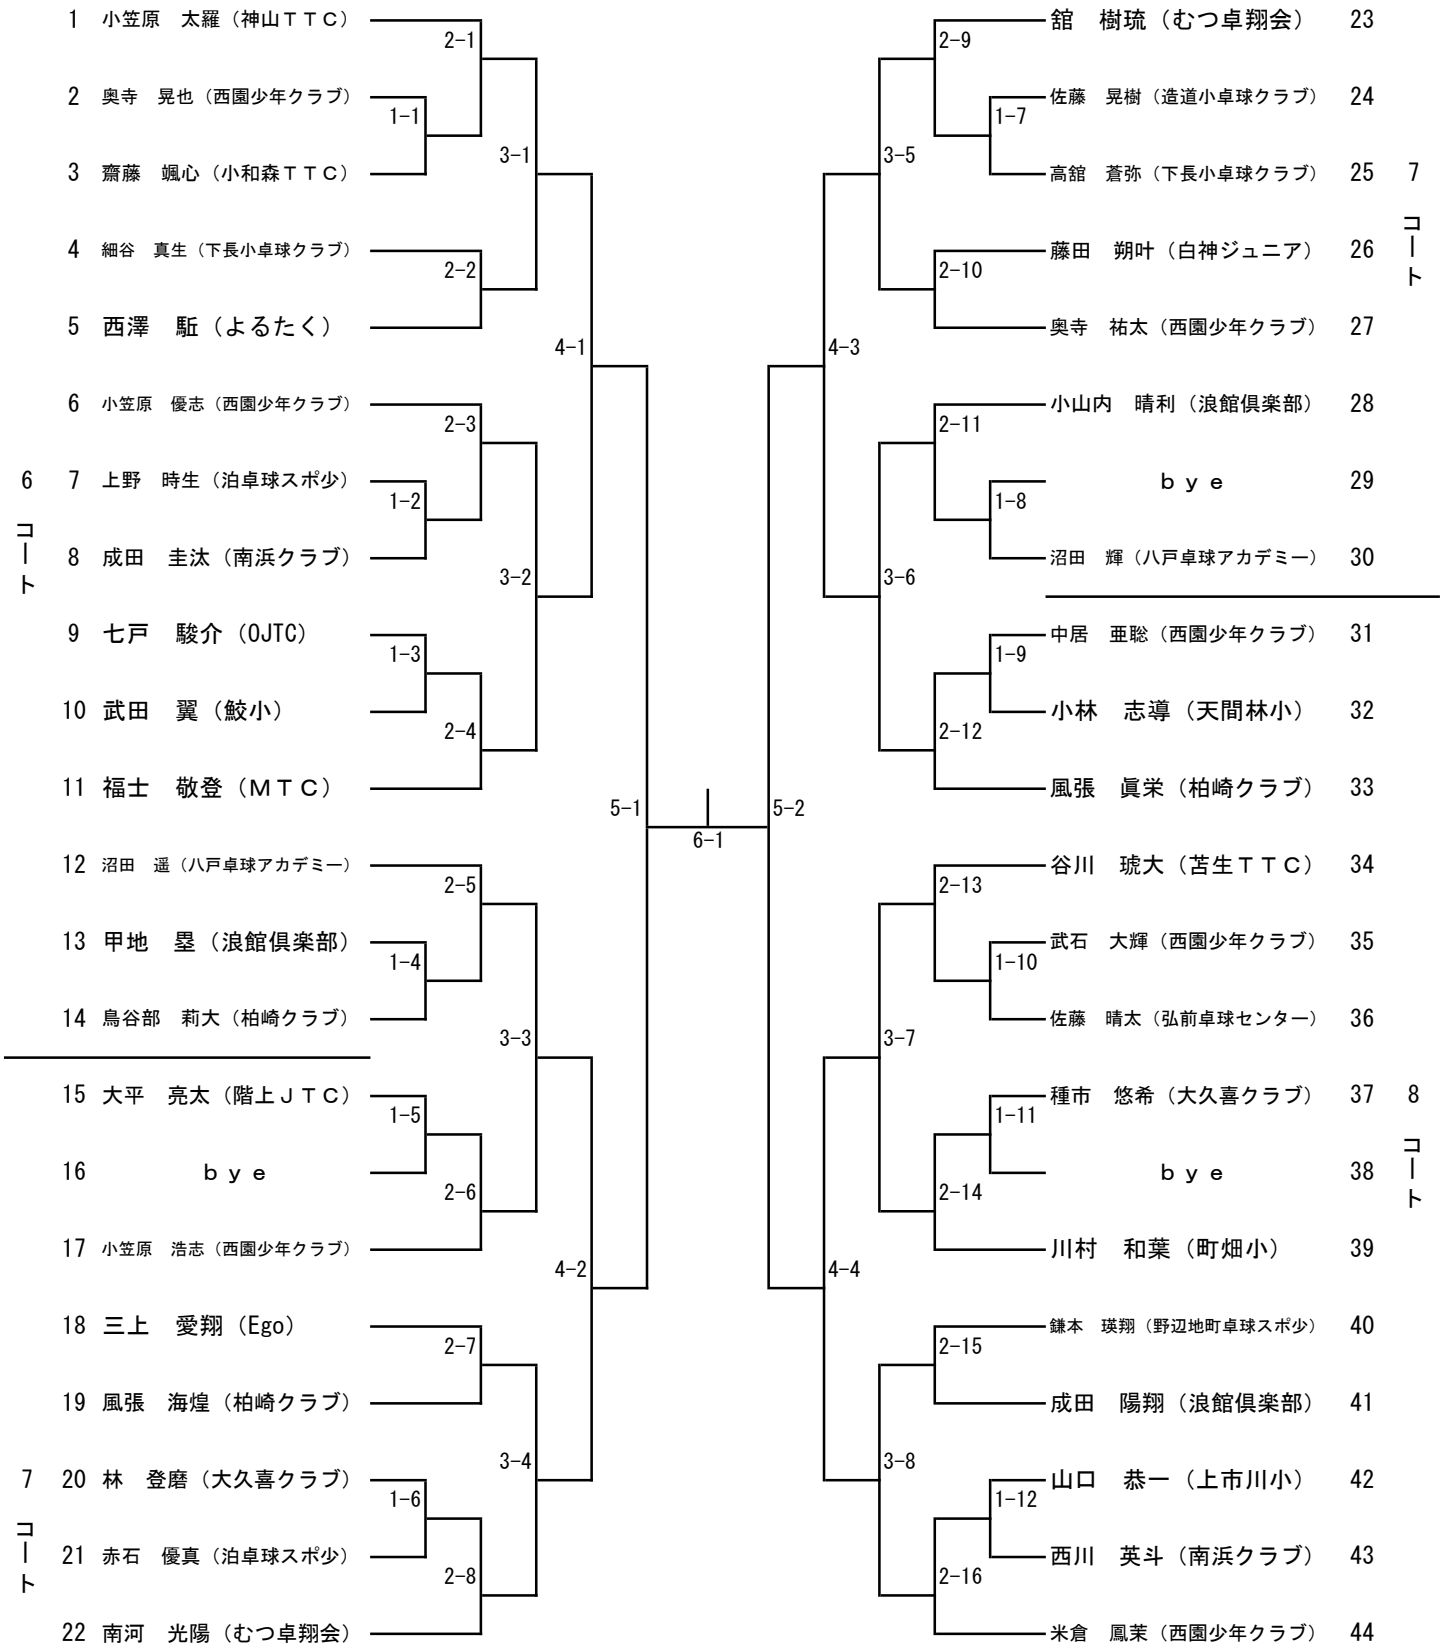 1 小笠原　太羅（神山ＴＴＣ）
2-1
2 奥寺　晃也（西園少年クラブ）
1-1
3 齋藤　颯心（小和森ＴＴＣ）
3-1
4 細谷　真生（下長小卓球クラブ）
2-2
5 西澤　駈（よるたく）
4-1
6 小笠原　優志（西園少年クラブ）
2-3
6コート
7 上野　時生（泊卓球スポ少）
1-2
8 成田　圭汰（南浜クラブ）
3-2
9 七戸　駿介（OJTC）
1-3
10 武田　翼（鮫小）
2-4
11 福士　敬登（ＭＴＣ）
5-1
12 沼田　遥（八戸卓球アカデミー）
2-5
13 甲地　塁（浪館倶楽部）
1-4
14 鳥谷部　莉大（柏崎クラブ）
3-3
15 大平　亮太（階上ＪＴＣ）
1-5
16 ｂｙｅ
2-6
17 小笠原　浩志（西園少年クラブ）
4-2
18 三上　愛翔（Ego）
2-7
19 風張　海煌（柏崎クラブ）
3-4
7コート
20 林　登磨（大久喜クラブ）
1-6
21 赤石　優真（泊卓球スポ少）
2-8
22 南河　光陽（むつ卓翔会）
6-1
舘　樹琉（むつ卓翔会） 23
2-9
佐藤　晃樹（造道小卓球クラブ） 24
1-7
3-5
高舘　蒼弥（下長小卓球クラブ） 25
7コート
藤田　朔叶（白神ジュニア） 26
2-10
奥寺　祐太（西園少年クラブ） 27
4-3
小山内　晴利（浪館倶楽部） 28
2-11
ｂｙｅ 29
1-8
沼田　輝（八戸卓球アカデミー） 30
3-6
中居　亜聡（西園少年クラブ） 31
1-9
小林　志導（天間林小） 32
2-12
風張　眞栄（柏崎クラブ） 33
5-2
谷川　琥大（苫生ＴＴＣ） 34
2-13
武石　大輝（西園少年クラブ） 35
1-10
佐藤　晴太（弘前卓球センター） 36
3-7
種市　悠希（大久喜クラブ） 37
8コート
1-11
ｂｙｅ 38
2-14
川村　和葉（町畑小） 39
4-4
鎌本　瑛翔（野辺地町卓球スポ少） 40
2-15
成田　陽翔（浪館倶楽部） 41
3-8
山口　恭一（上市川小） 42
1-12
西川　英斗（南浜クラブ） 43
2-16
米倉　鳳茉（西園少年クラブ） 44